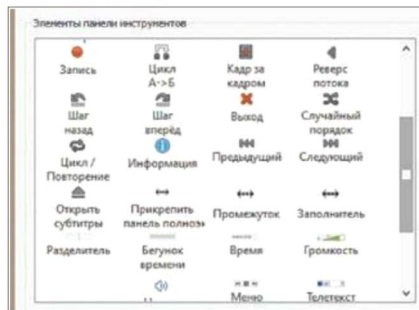 Элементы панели инструментов
Запись
Цикл
А->Б
Кадр за
кадром
Реверс
потока
Шаг
назад
Шаг
вперёд
Выход
Случайный
порядок
Цикл /
Повторение
Информация
Предыдущий
Следующий
Открыть
субтитры
Прикрепить
панель полноэ
Промежуток
Заполнитель
Разделитель
Бегунок
времени
Время
Громкость
Меню
Телетекст